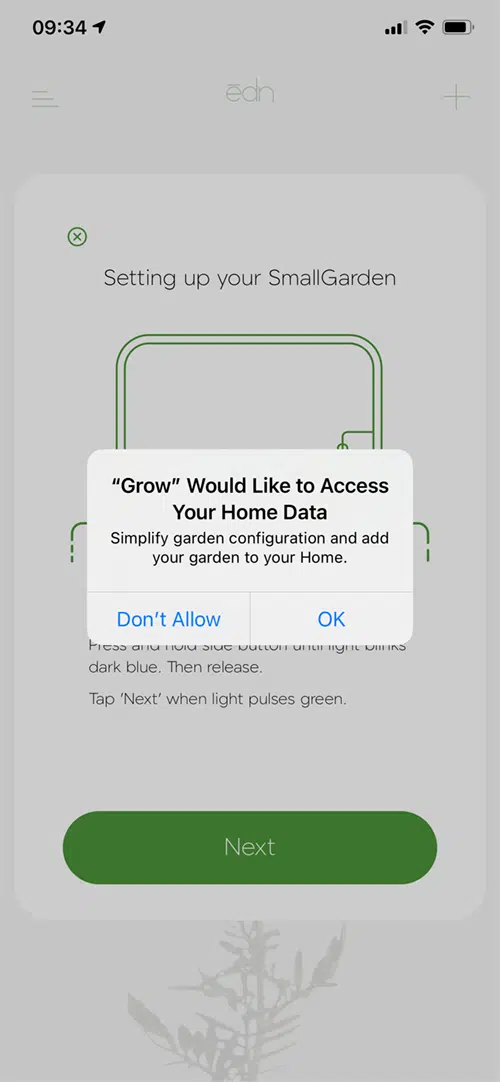 09:34
ēdn
Setting up your SmallGarden
“Grow” Would Like to Access
Your Home Data
Simplify garden configuration and add
your garden to your Home.
Don’t Allow
OK
Press and hold side button until light blinks
dark blue. Then release.
Tap ‘Next’ when light pulses green.
Next